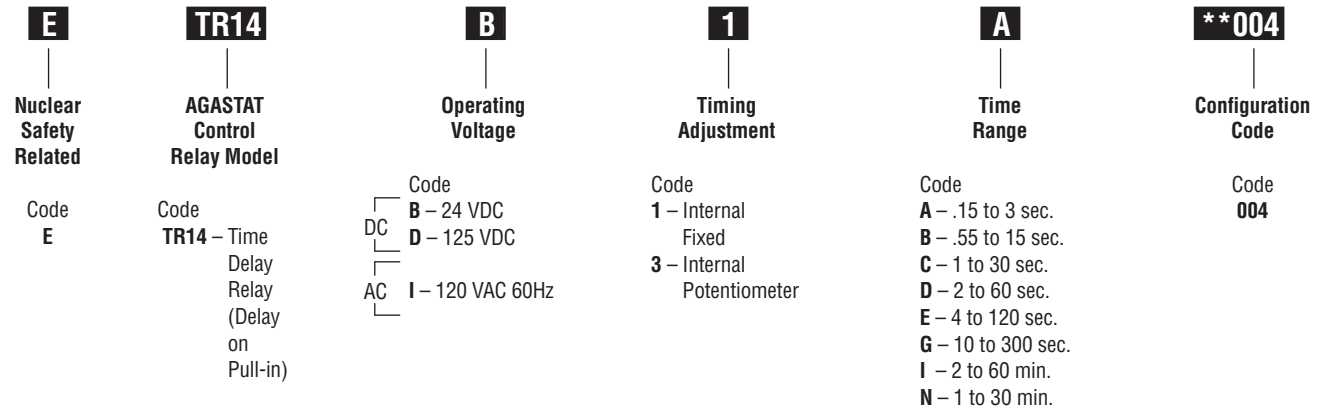 E
Nuclear
Safety
Related
Code
E
TR14
AGASTAT
Control
Relay Model
Code
TR14 – Time
Delay
Relay
(Delay
on
Pull-in)
B
Operating
Voltage
Code
DC
B – 24 VDC
D – 125 VDC
AC
I – 120 VAC 60Hz
1
Timing
Adjustment
Code
1 – Internal
Fixed
3 – Internal
Potentiometer
A
Time
Range
Code
A – .15 to 3 sec.
B – .55 to 15 sec.
C – 1 to 30 sec.
D – 2 to 60 sec.
E – 4 to 120 sec.
G – 10 to 300 sec.
I – 2 to 60 min.
N – 1 to 30 min.
**004
Configuration
Code
Code
004